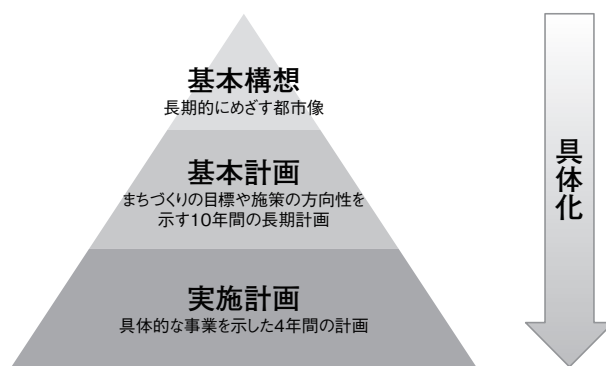 基本構想
長期的にめざす都市像
基本計画
まちづくりの目標や施策の方向性を
示す10年間の長期計画
実施計画
具体的な事業を示した4年間の計画
具体化